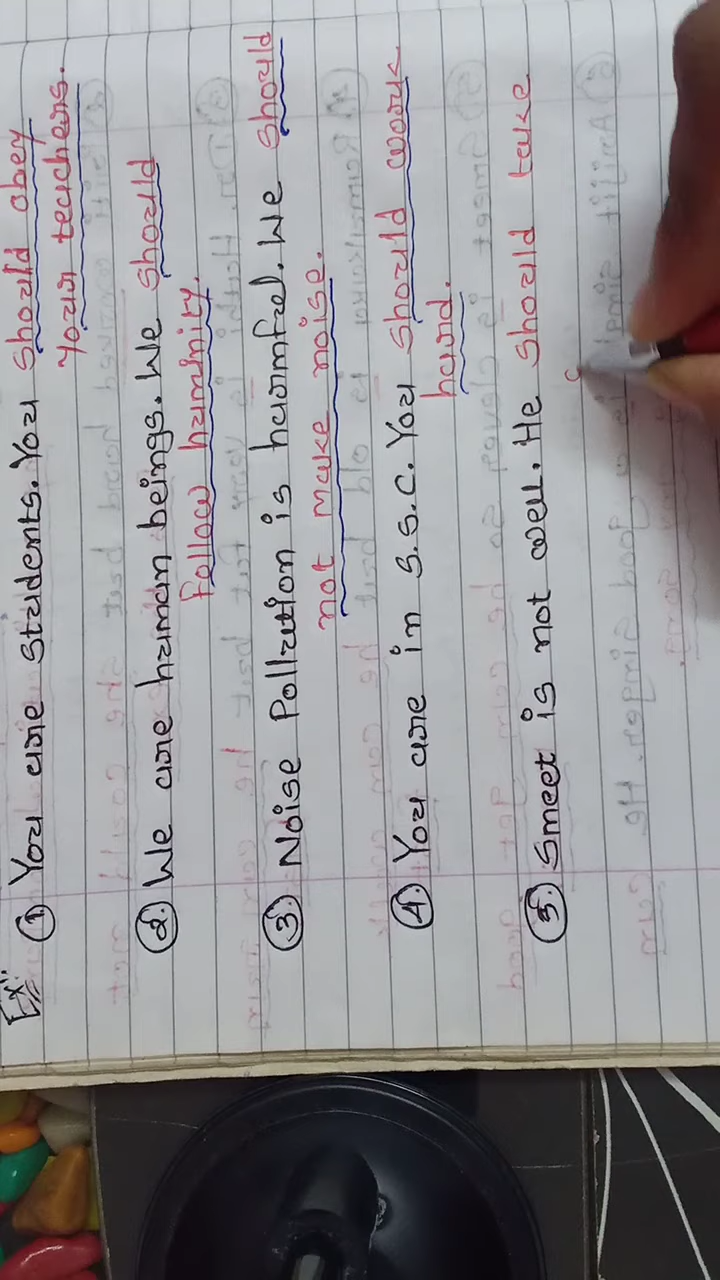 Ex:
① You are students. You should obey
your teachers.
② We are human beings. We should
follow huminity.
③ Noise Pollution is harmful. We should
not make noise.
④ You are in S.S.C. You should work
hard.
⑤ Smeet is not well. He should take